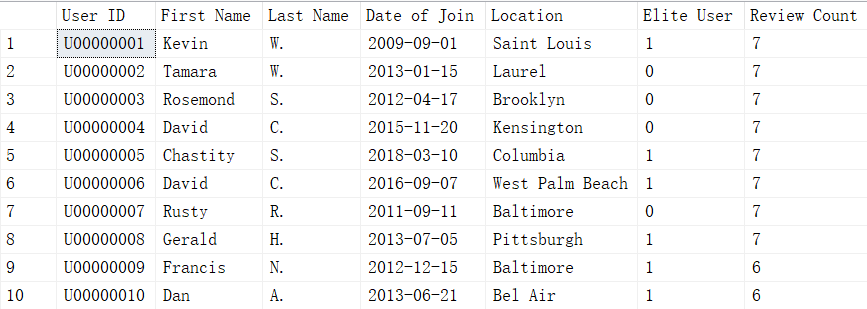 User ID First Name Last Name Date of Join Location Elite User Review Count
1 U00000001 Kevin W. 2009-09-01 Saint Louis 1 7
2 U00000002 Tamara W. 2013-01-15 Laurel 0 7
3 U00000003 Rosemond S. 2012-04-17 Brooklyn 0 7
4 U00000004 David C. 2015-11-20 Kensington 0 7
5 U00000005 Chastity S. 2018-03-10 Columbia 1 7
6 U00000006 David C. 2016-09-07 West Palm Beach 1 7
7 U00000007 Rusty R. 2011-09-11 Baltimore 0 7
8 U00000008 Gerald H. 2013-07-05 Pittsburgh 1 7
9 U00000009 Francis N. 2012-12-15 Baltimore 1 6
10 U00000010 Dan A. 2013-06-21 Bel Air 1 6